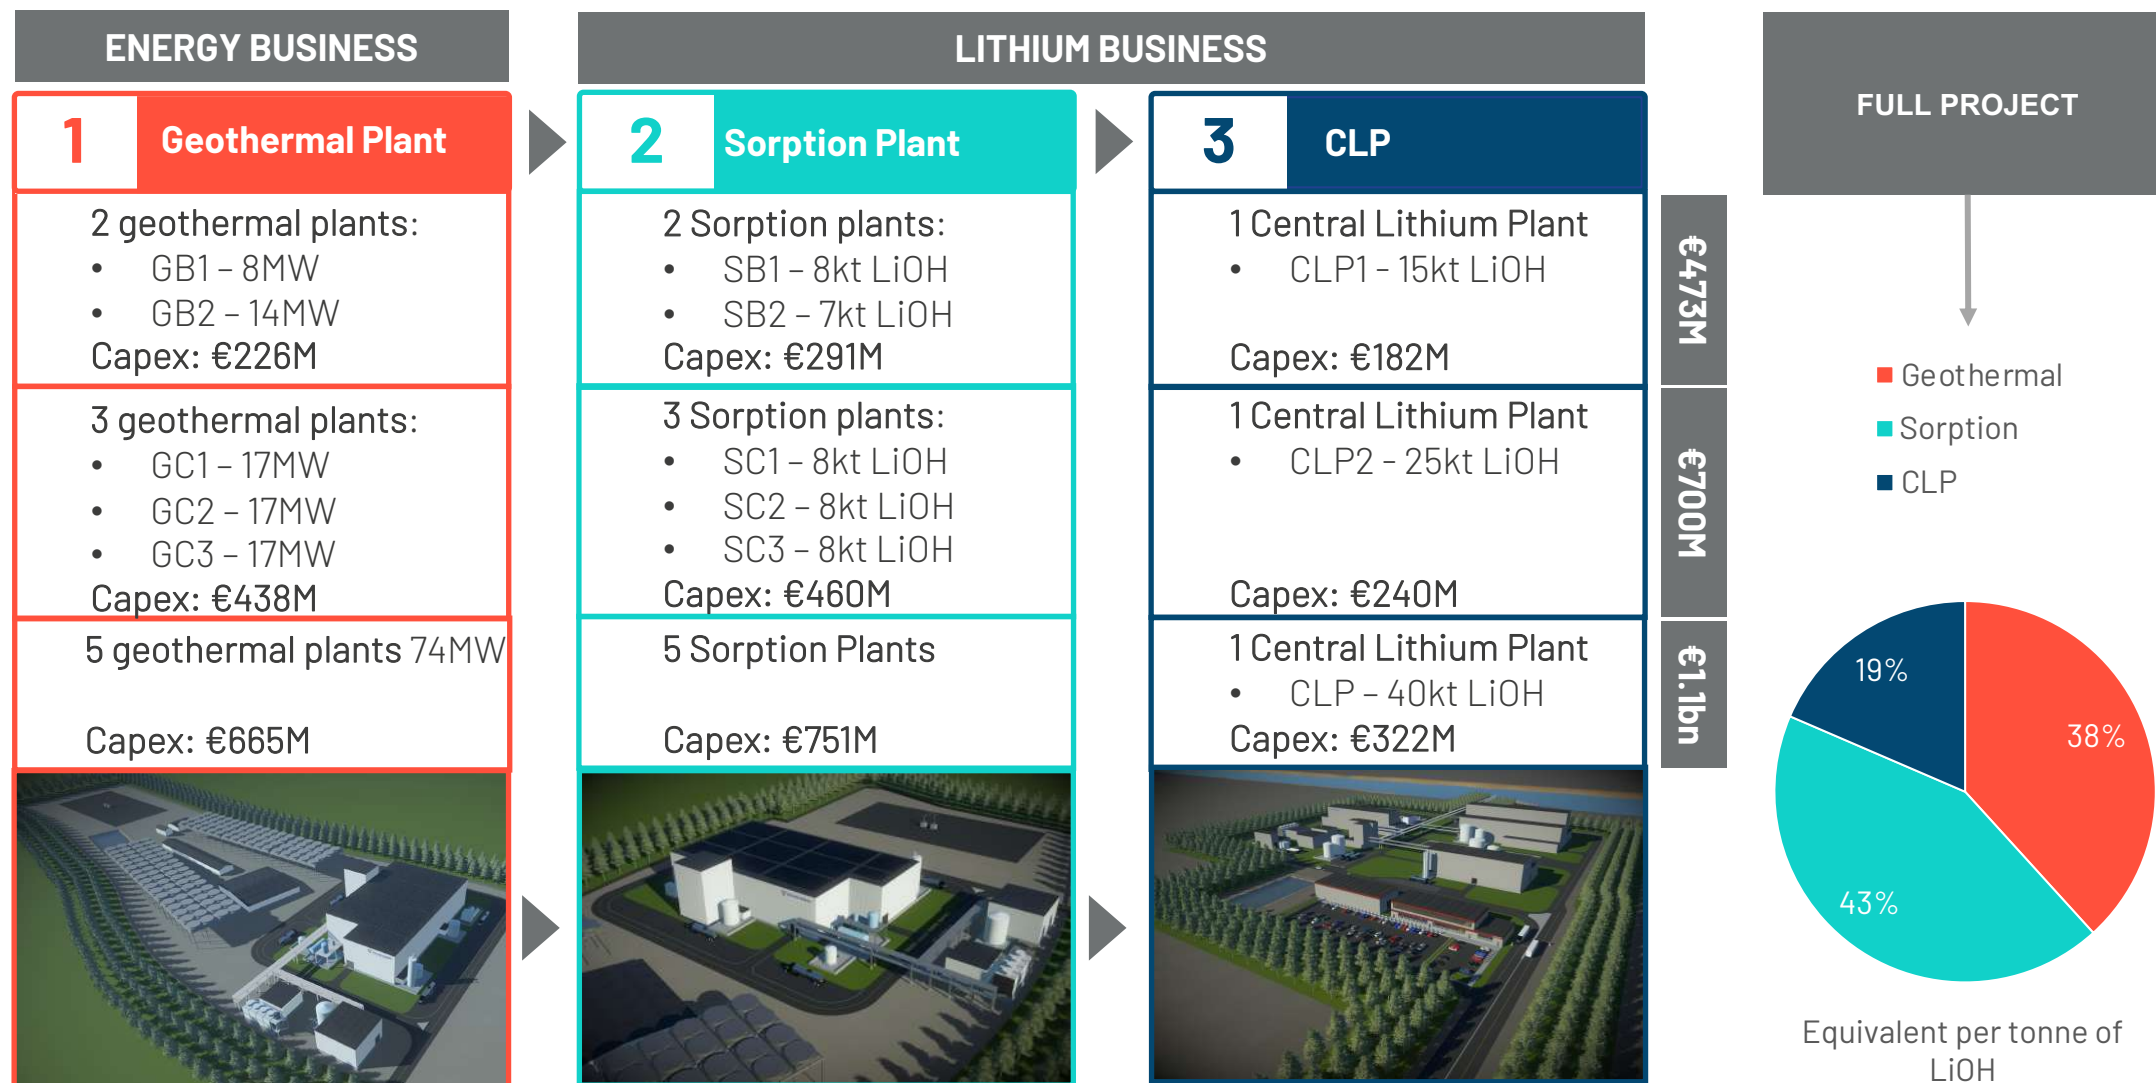 ENERGY BUSINESS
LITHIUM BUSINESS
FULL PROJECT
1
Geothermal Plant
2
Sorption Plant
3
CLP
2 geothermal plants:
• GB1 – 8MW
• GB2 – 14MW
Capex: €226M
2 Sorption plants:
• SB1 – 8kt LiOH
• SB2 – 7kt LiOH
Capex: €291M
1 Central Lithium Plant
• CLP1 - 15kt LiOH
Capex: €182M
€473M
3 geothermal plants:
• GC1 – 17MW
• GC2 – 17MW
• GC3 – 17MW
Capex: €438M
3 Sorption plants:
• SC1 – 8kt LiOH
• SC2 – 8kt LiOH
• SC3 – 8kt LiOH
Capex: €460M
1 Central Lithium Plant
• CLP2 - 25kt LiOH
Capex: €240M
€700M
5 geothermal plants 74MW
Capex: €665M
5 Sorption Plants
Capex: €751M
1 Central Lithium Plant
• CLP – 40kt LiOH
Capex: €322M
€1.1bn
Geothermal
Sorption
CLP
19%
38%
43%
Equivalent per tonne of
LiOH